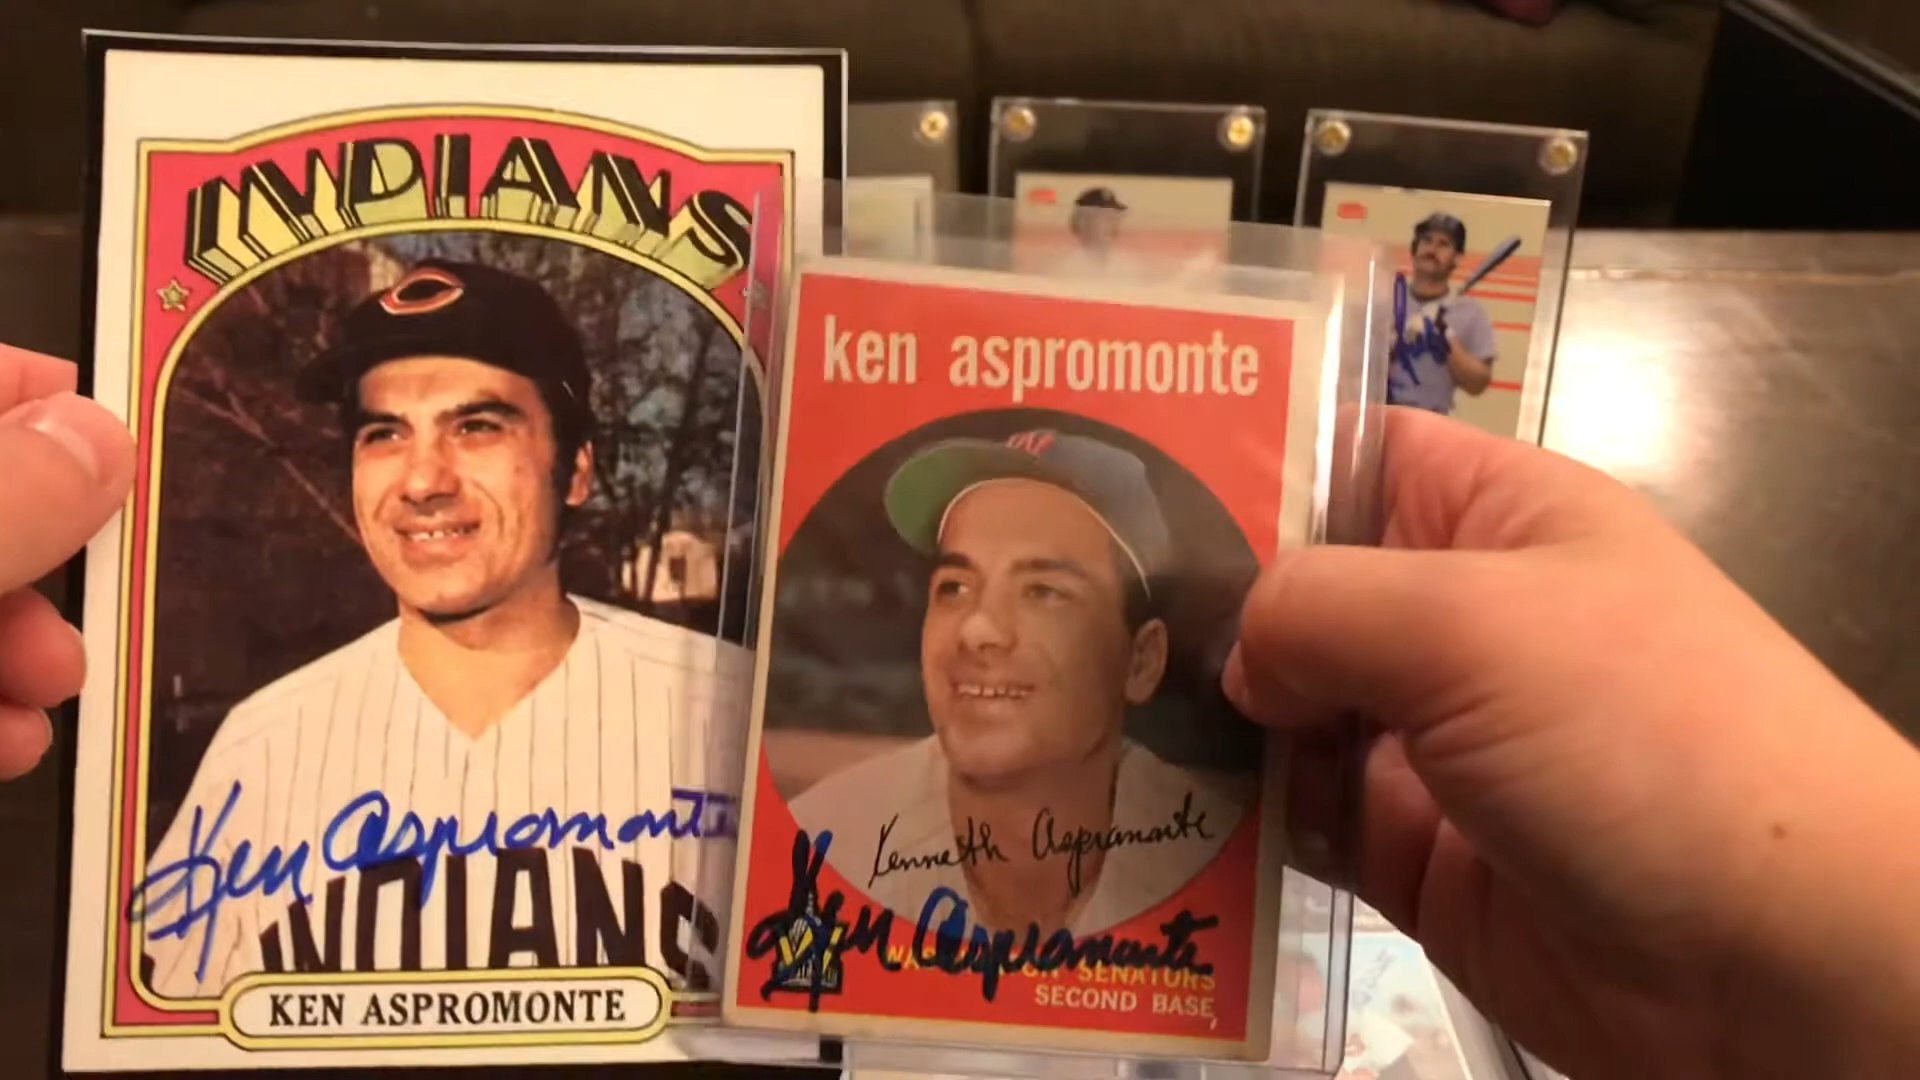 INDIANS
Ken Aspromonte
INDIANS
KEN ASPROMONTE
ken aspromonte
Kenneth Aspromonte
Ken Aspromonte
SENATORS
SECOND BASE